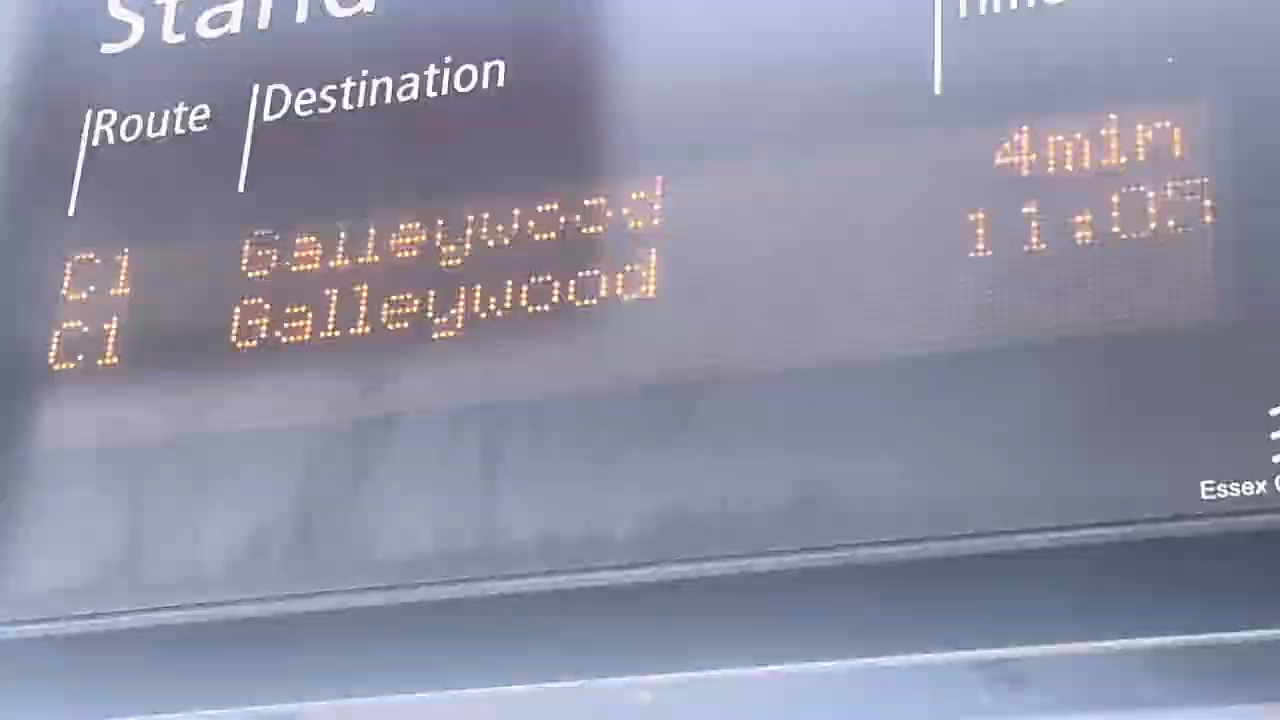 Stand
Route Destination
C1 Galleywood 4min
C1 Galleywood 11:05
Essex